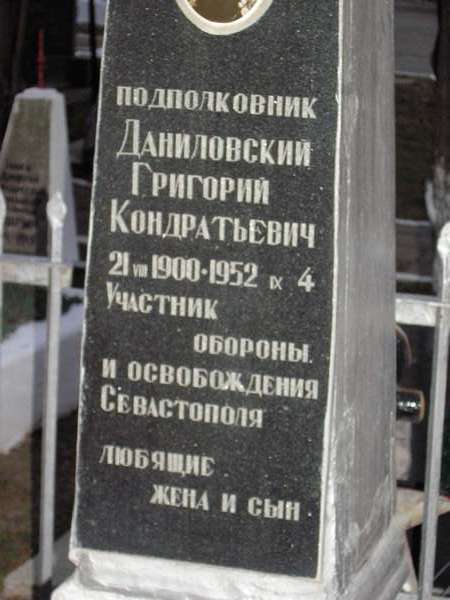 ПОДПОЛКОВНИК
ДАНИЛОВСКИЙ
ГРИГОРИЙ
КОНДРАТЬЕВИЧ
21 VIII 1900·1952 IX 4
УЧАСТНИК
ОБОРОНЫ
И ОСВОБОЖДЕНИЯ
СЕВАСТОПОЛЯ
ЛЮБЯЩИЕ
ЖЕНА И СЫН